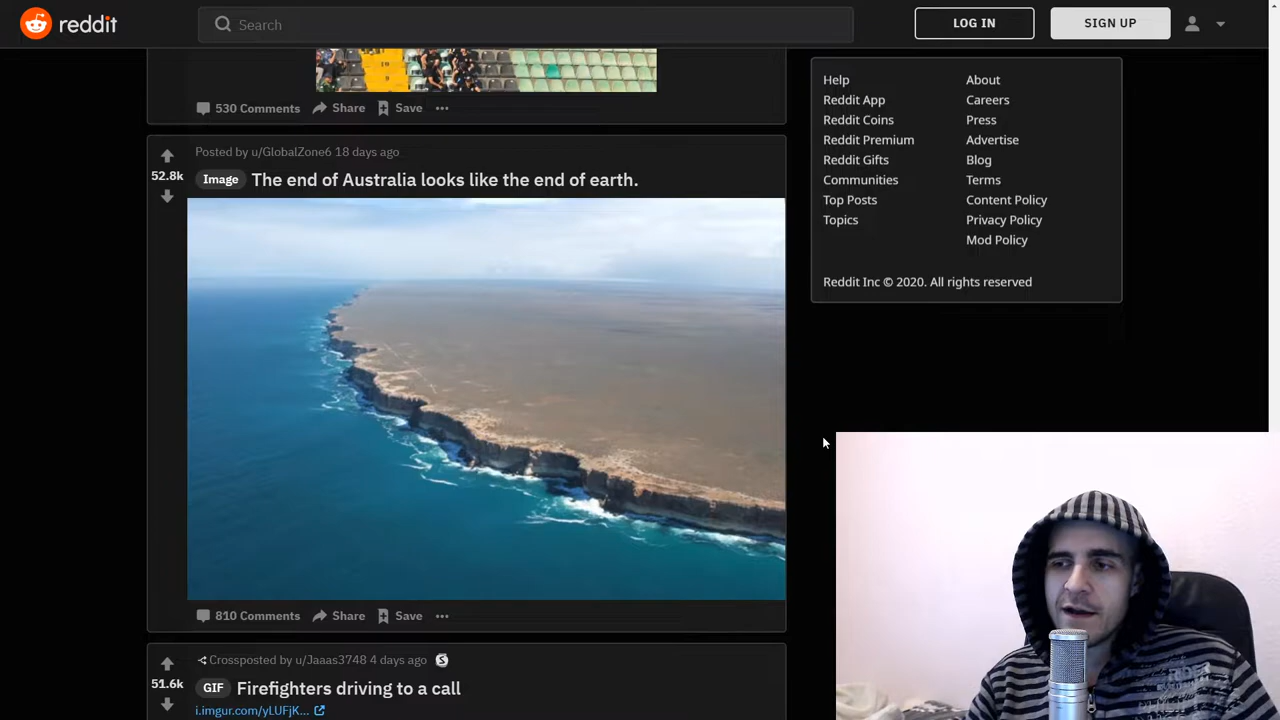 reddit
Search
LOG IN
SIGN UP
530 Comments
Share
Save
Posted by u/GlobalZone6 18 days ago
52.8k
Image
The end of Australia looks like the end of earth.
810 Comments
Share
Save
Crossposted by u/Jaaas3748 4 days ago
51.6k
GIF
Firefighters driving to a call
i.imgur.com/yLUFjK...
Help
About
Reddit App
Careers
Reddit Coins
Press
Reddit Premium
Advertise
Reddit Gifts
Blog
Communities
Terms
Top Posts
Content Policy
Topics
Privacy Policy
Mod Policy
Reddit Inc © 2020. All rights reserved